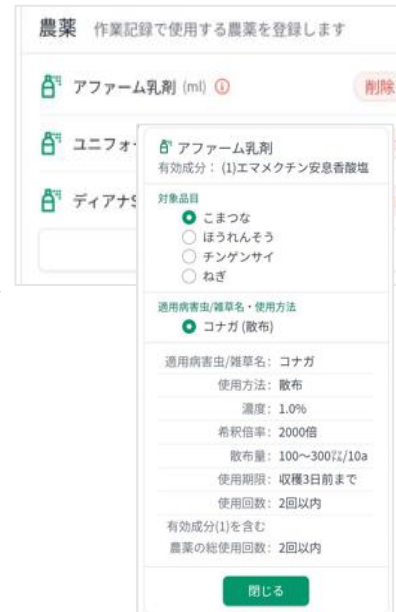 農薬 作業記録で使用する農薬を登録します
アファーム乳剤 (ml)
削除
ユニフォ
ディアナS
アファーム乳剤
有効成分： (1)エマメクチン安息香酸塩
対象品目
こまつな
ほうれんそう
チンゲンサイ
ねぎ
適用病害虫/雑草名・使用方法
コナガ (散布)
適用病害虫/雑草名: コナガ
使用方法: 散布
濃度: 1.0%
希釈倍率: 2000倍
散布量: 100～300㍑/10a
使用期限: 収穫3日前まで
使用回数: 2回以内
有効成分(1)を含む
農薬の総使用回数: 2回以内
閉じる